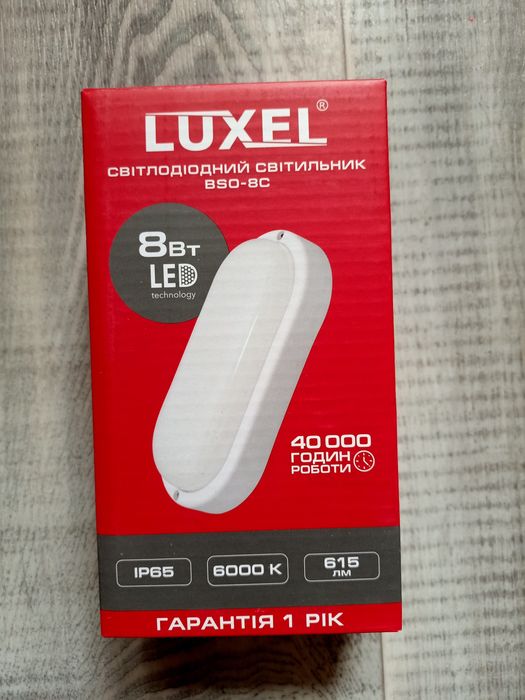 LUXEL®
СВІТЛОДІОДНИЙ СВІТИЛЬНИК
BSO-8C
8Вт
LED
technology
40 000
ГОДИН
РОБОТИ
IP65
6000 K
615
ЛМ
ГАРАНТІЯ 1 РІК